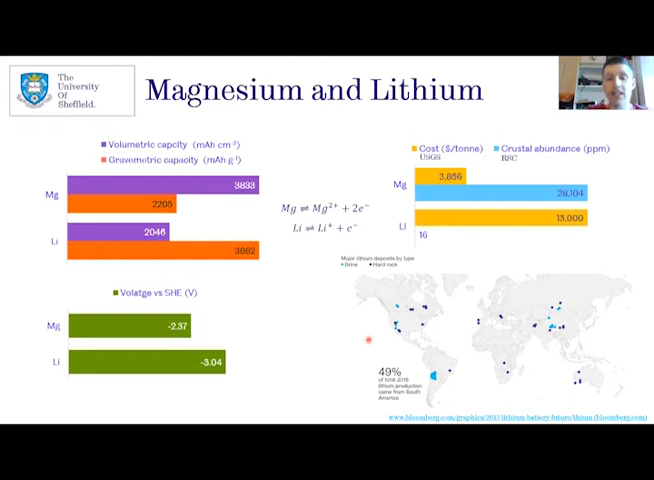 The
University
Of
Sheffield.
Magnesium and Lithium
Volumetric capcity (mAh cm⁻³)
Gravemetric capacity (mAh g⁻¹)
Mg
3833
2205
Li
2046
3862
Mg ⇌ Mg²⁺ + 2e⁻
Li ⇌ Li⁺ + e⁻
Cost ($/tonne)
USGS
Crustal abundance (ppm)
RSC
Mg
3,856
28,104
Li
13,000
16
Volatge vs SHE (V)
Mg
-2.37
Li
-3.04
Major lithium deposits by type
Brine Hard rock
49%
of total 2016
lithium production
came from South
America
www.bloomberg.com/graphics/2017-lithium-battery-future/thium (bloomberg.com)